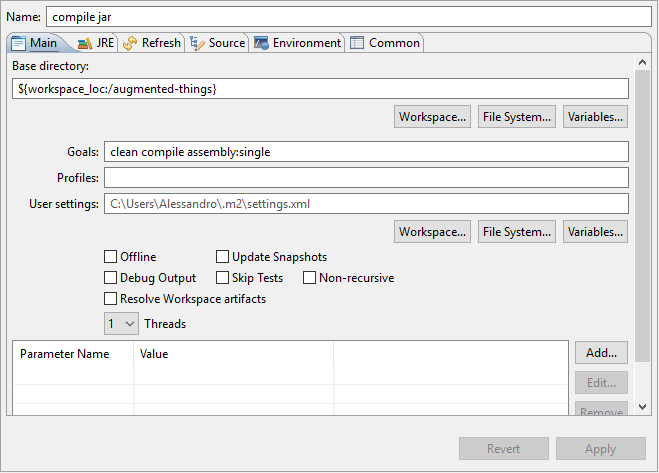 Name: compile jar
Main JRE Refresh Source Environment Common
Base directory:
${workspace_loc:/augmented-things}
Workspace... File System... Variables...
Goals: clean compile assembly:single
Profiles:
User settings: C:\Users\Alessandro\.m2\settings.xml
Workspace... File System... Variables...
Offline Update Snapshots
Debug Output Skip Tests Non-recursive
Resolve Workspace artifacts
1 Threads
Parameter Name Value Add...
Edit...
Remove
Revert Apply